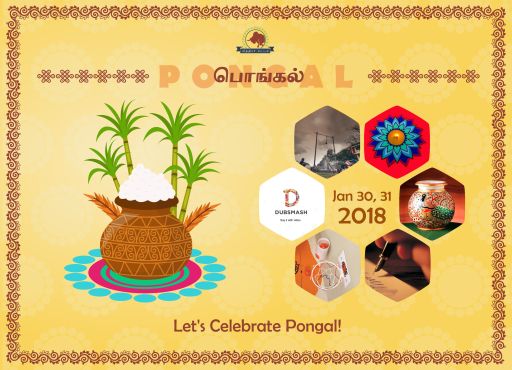 PONGAL
பொங்கல்
DUBSMASH
Jan 30, 31
2018
Let's Celebrate Pongal!